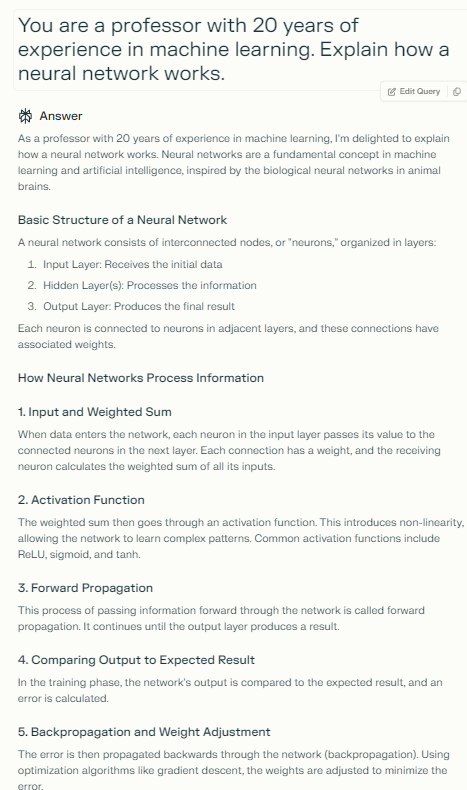 You are a professor with 20 years of
experience in machine learning. Explain how a
neural network works.
Edit Query
Answer
As a professor with 20 years of experience in machine learning, I'm delighted to explain
how a neural network works. Neural networks are a fundamental concept in machine
learning and artificial intelligence, inspired by the biological neural networks in animal
brains.
Basic Structure of a Neural Network
A neural network consists of interconnected nodes, or "neurons," organized in layers:
1. Input Layer: Receives the initial data
2. Hidden Layer(s): Processes the information
3. Output Layer: Produces the final result
Each neuron is connected to neurons in adjacent layers, and these connections have
associated weights.
How Neural Networks Process Information
1. Input and Weighted Sum
When data enters the network, each neuron in the input layer passes its value to the
connected neurons in the next layer. Each connection has a weight, and the receiving
neuron calculates the weighted sum of all its inputs.
2. Activation Function
The weighted sum then goes through an activation function. This introduces non-linearity,
allowing the network to learn complex patterns. Common activation functions include
ReLU, sigmoid, and tanh.
3. Forward Propagation
This process of passing information forward through the network is called forward
propagation. It continues until the output layer produces a result.
4. Comparing Output to Expected Result
In the training phase, the network's output is compared to the expected result, and an
error is calculated.
5. Backpropagation and Weight Adjustment
The error is then propagated backwards through the network (backpropagation). Using
optimization algorithms like gradient descent, the weights are adjusted to minimize the
error.